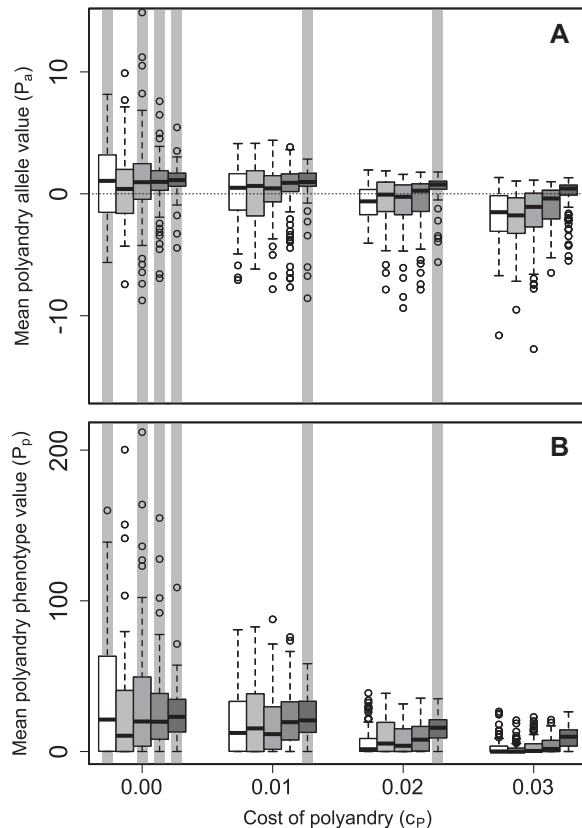 A
Mean polyandry allele value (Pa)
10
0
-10
B
Mean polyandry phenotype value (Pp)
200
100
0
0.00 0.01 0.02 0.03
Cost of polyandry (cP)